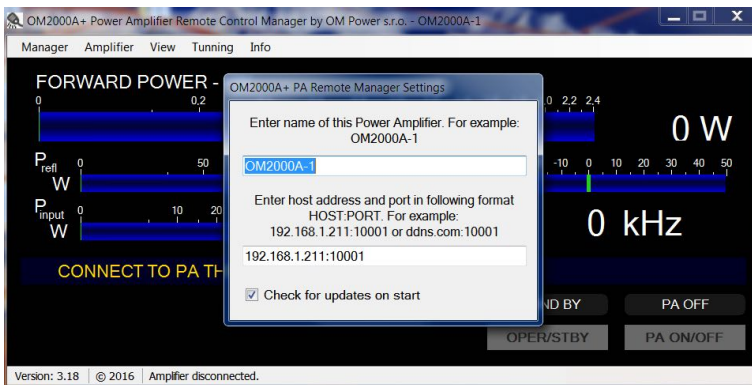 OM2000A+ Power Amplifier Remote Control Manager by OM Power s.r.o. - OM2000A-1
Manager Amplifier View Tunning Info
FORWARD POWER -
OM2000A+ PA Remote Manager Settings
0 0,2 ,0 2,2 2,4
Enter name of this Power Amplifier. For example:
OM2000A-1
0 W
OM2000A-1
Prefl W 0 50 -10 0 10 20 30 40 50
Enter host address and port in following format
HOST:PORT. For example:
192.168.1.211:10001 or ddns.com:10001
Pinput W 0 10 20
0 kHz
192.168.1.211:10001
CONNECT TO PA TH
Check for updates on start
ND BY PA OFF
OPER/STBY PA ON/OFF
Version: 3.18 © 2016 Amplifier disconnected.